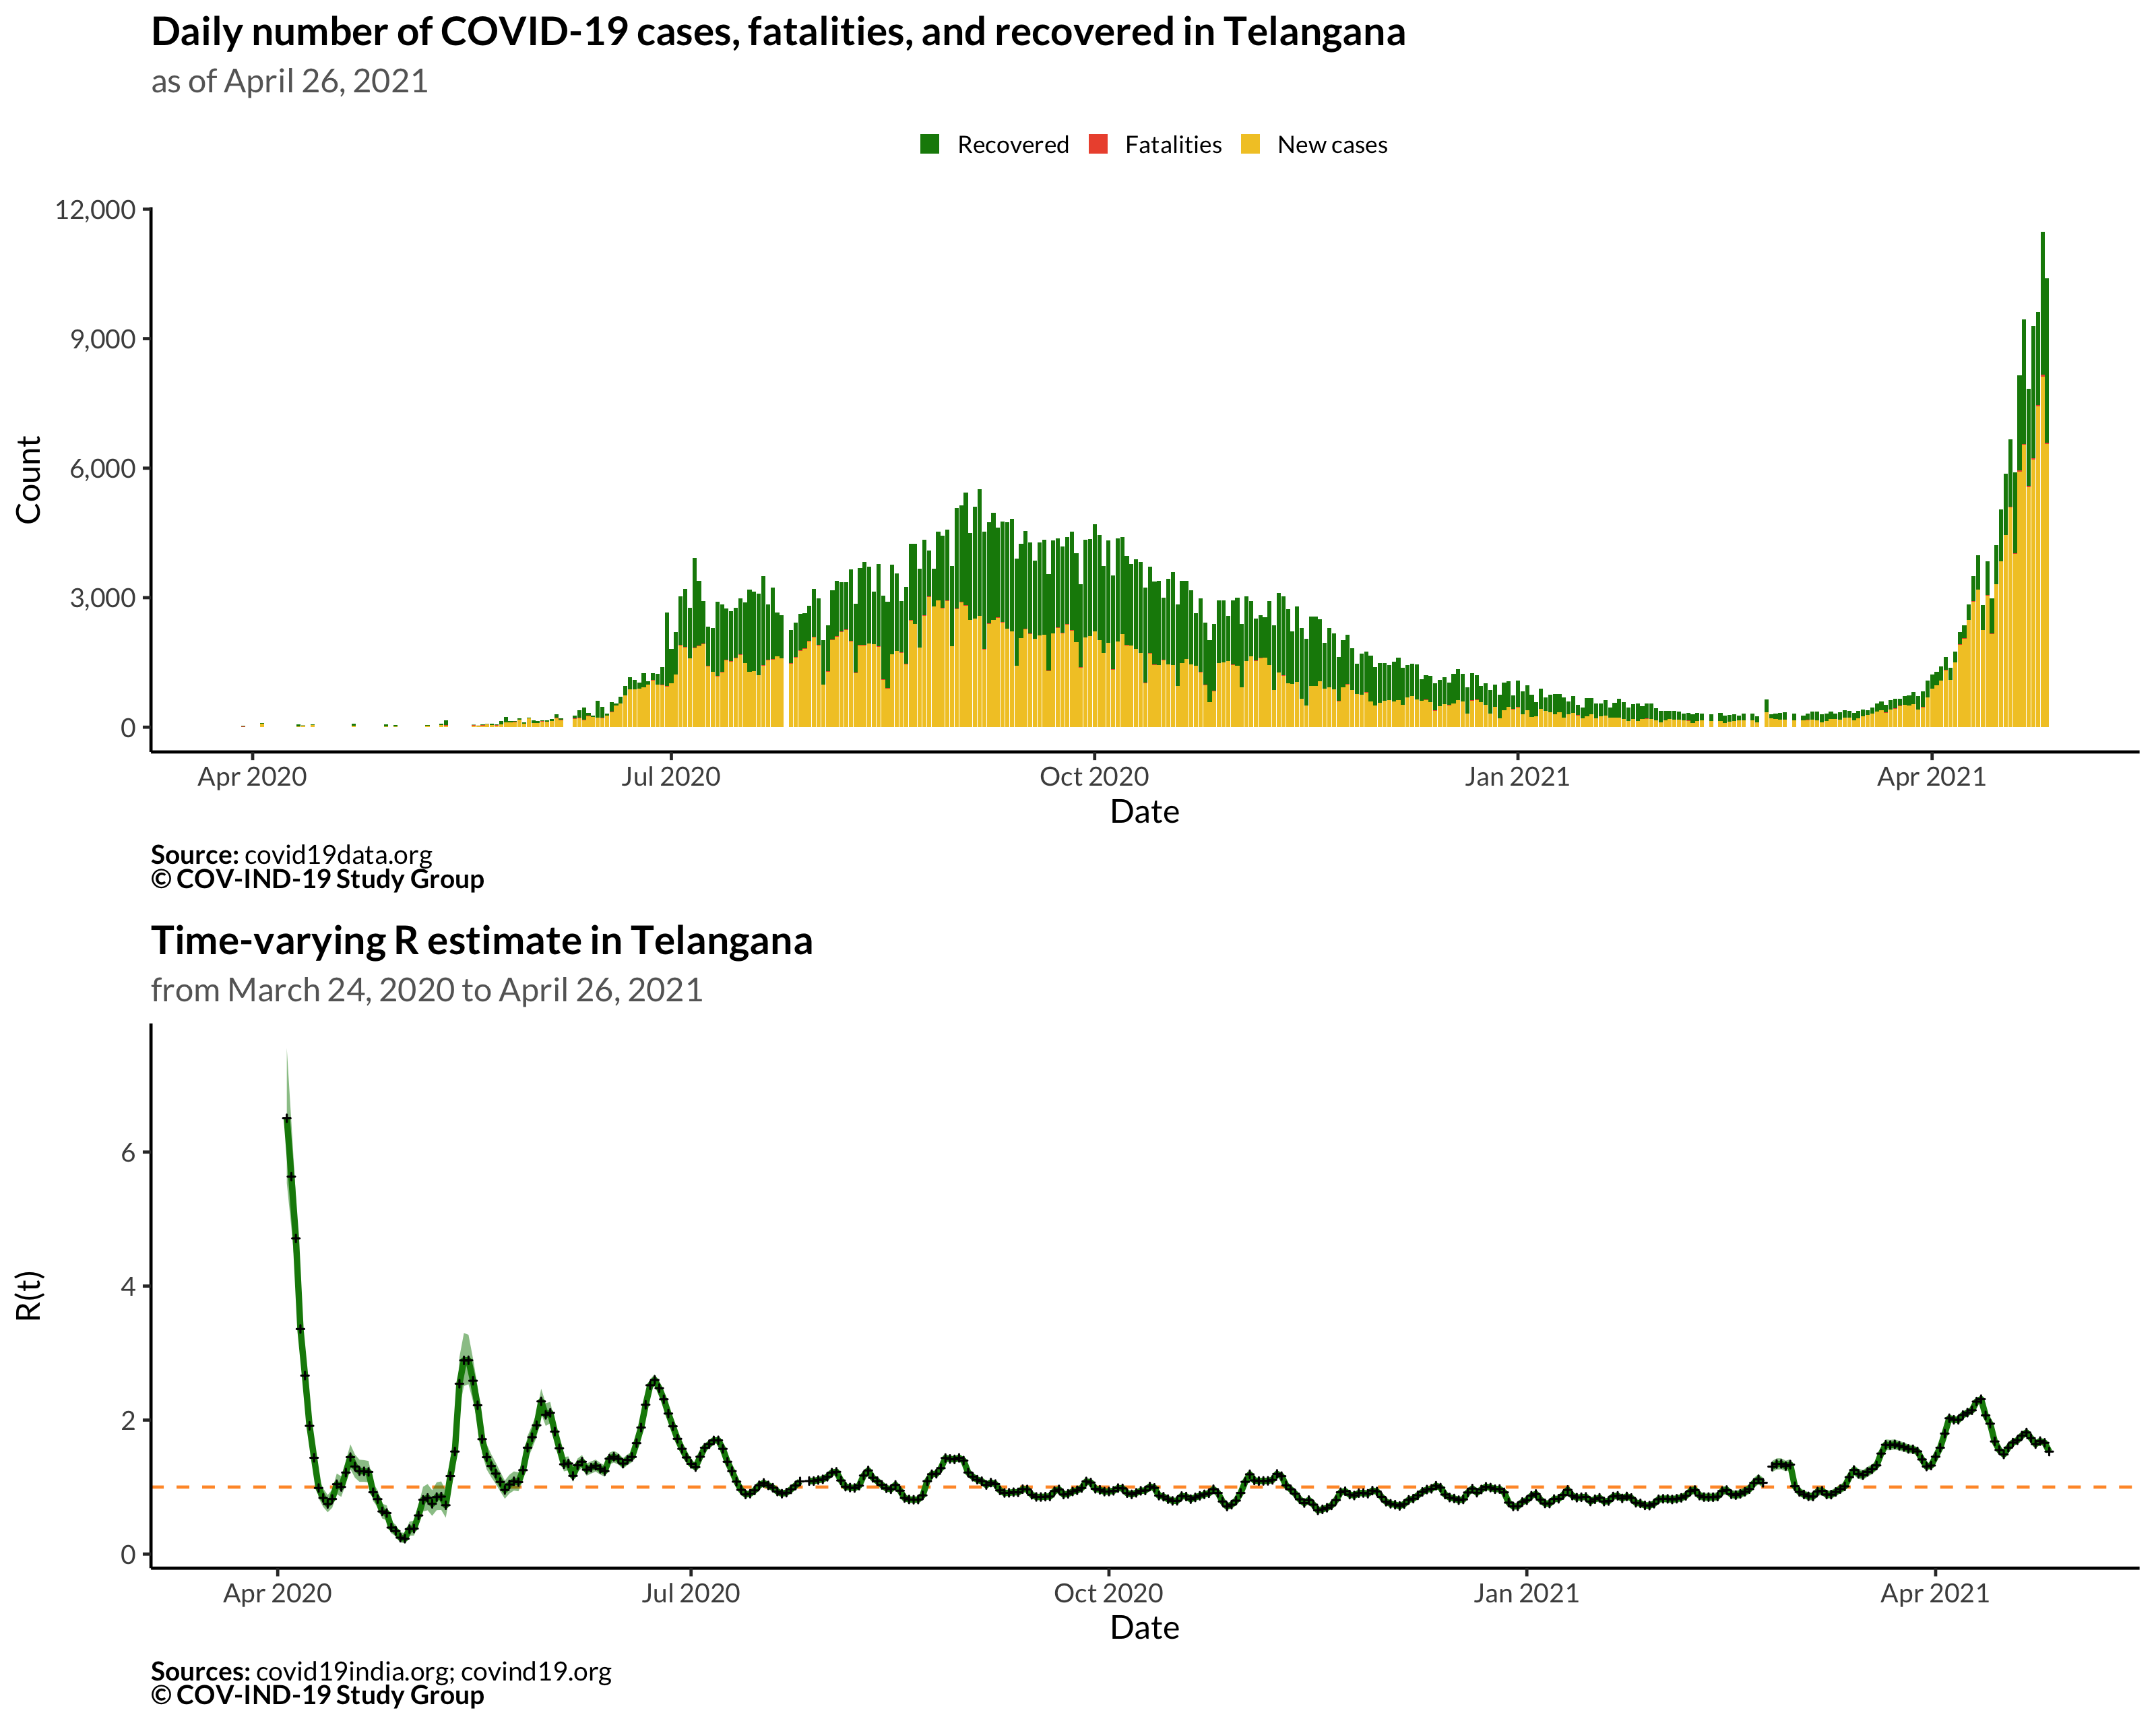 Daily number of COVID-19 cases, fatalities, and recovered in Telangana
as of April 26, 2021
Recovered Fatalities New cases
12,000
9,000
6,000
3,000
0
Count
Apr 2020 Jul 2020 Oct 2020 Jan 2021 Apr 2021
Date
Source: covid19data.org
© COV-IND-19 Study Group
Time-varying R estimate in Telangana
from March 24, 2020 to April 26, 2021
6
4
2
0
R(t)
Apr 2020 Jul 2020 Oct 2020 Jan 2021 Apr 2021
Date
Sources: covid19india.org; covind19.org
© COV-IND-19 Study Group